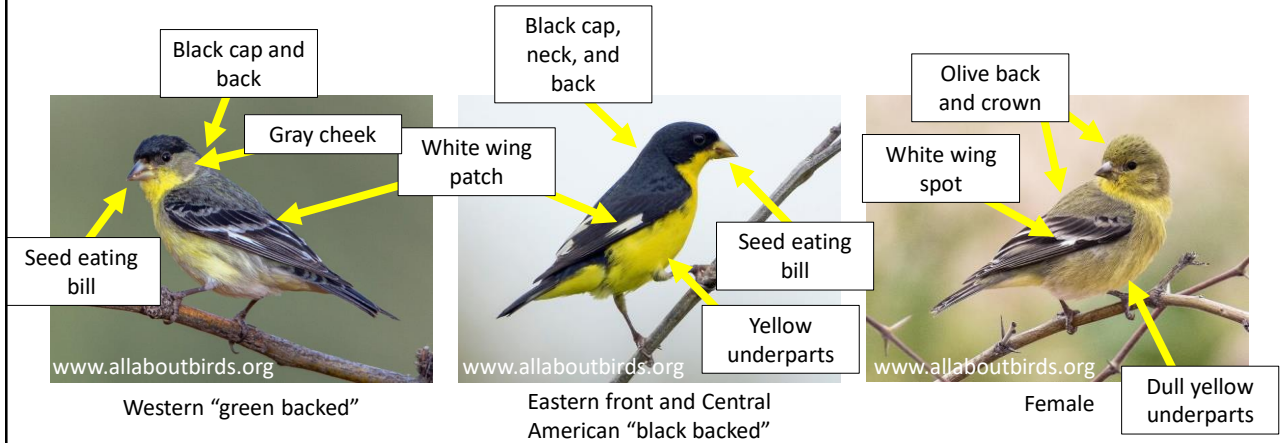 Black cap and
back
Gray cheek
Seed eating
bill
White wing
patch
www.allaboutbirds.org
Western “green backed”
Black cap,
neck, and
back
Seed eating
bill
Yellow
underparts
www.allaboutbirds.org
Eastern front and Central
American “black backed”
Olive back
and crown
White wing
spot
Dull yellow
underparts
www.allaboutbirds.org
Female